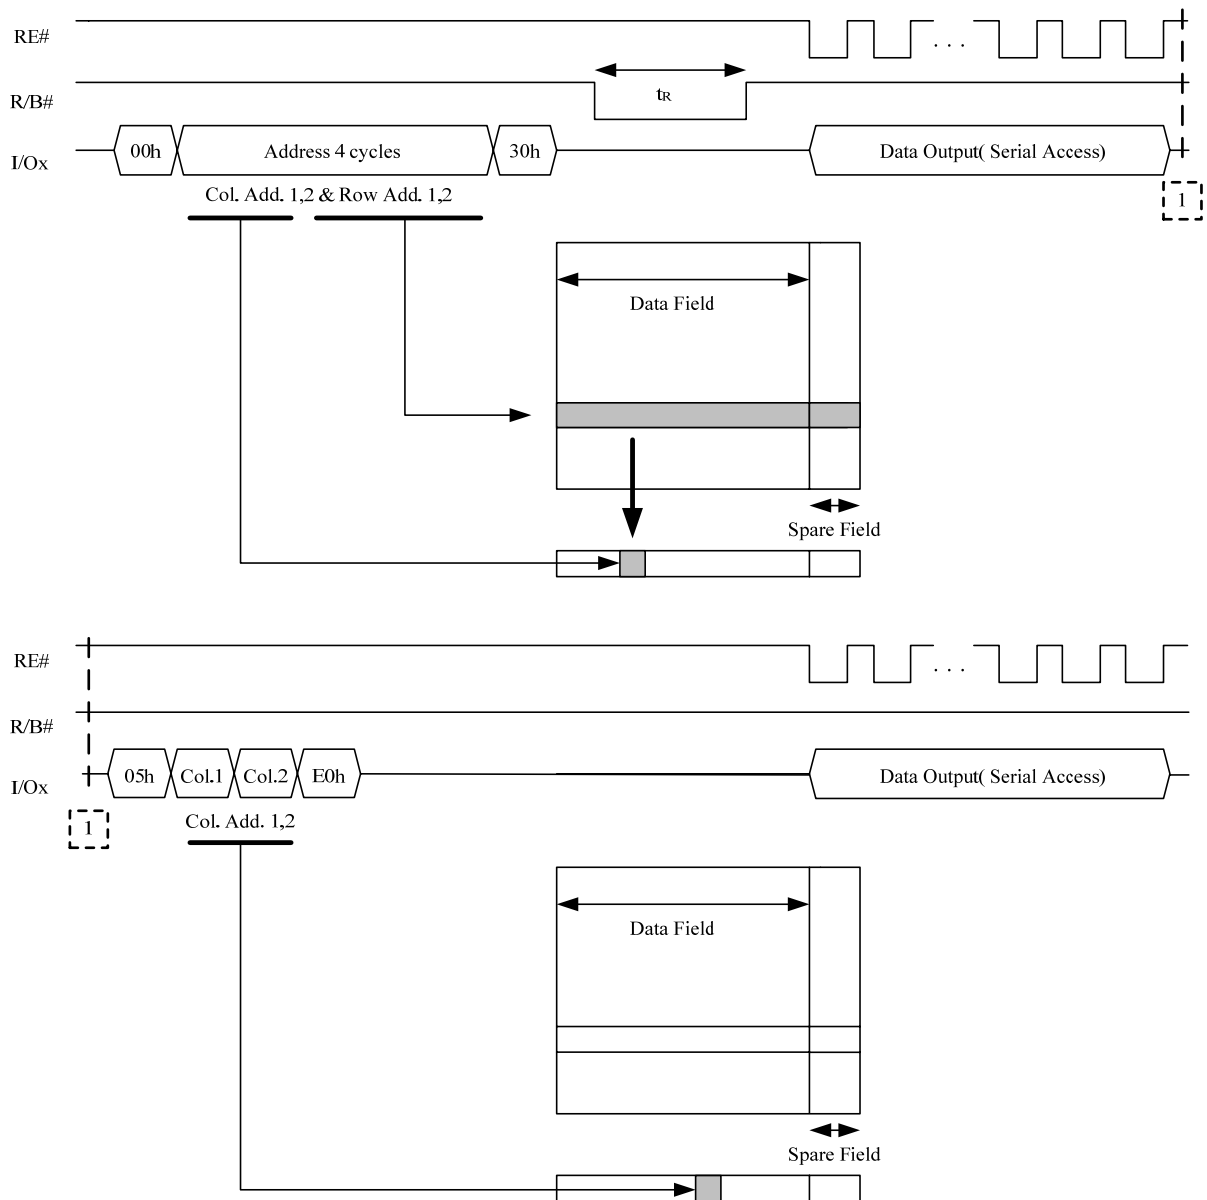 RE#
. . .
R/B#
tR
I/Ox
00h
Address 4 cycles
30h
Data Output( Serial Access)
Col. Add. 1,2 & Row Add. 1,2
1
Data Field
Spare Field
RE#
. . .
R/B#
I/Ox
05h
Col.1
Col.2
E0h
Data Output( Serial Access)
1
Col. Add. 1,2
Data Field
Spare Field